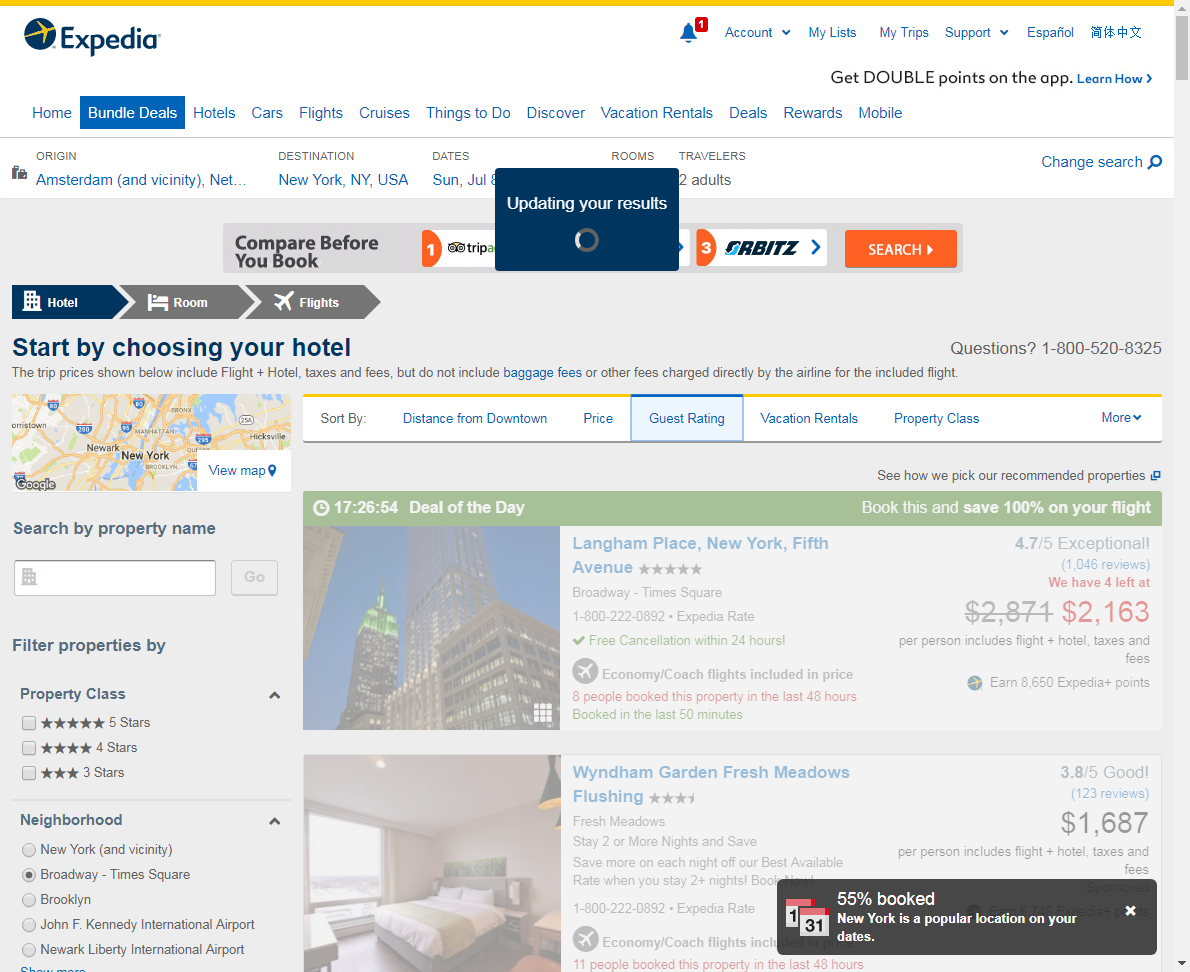 Expedia
1
Account
My Lists
My Trips
Support
Español
简体中文
Get DOUBLE points on the app. Learn How
Home
Bundle Deals
Hotels
Cars
Flights
Cruises
Things to Do
Discover
Vacation Rentals
Deals
Rewards
Mobile
ORIGIN
Amsterdam (and vicinity), Net...
DESTINATION
New York, NY, USA
DATES
Sun, Jul
ROOMS
TRAVELERS
2 adults
Change search
Updating your results
Compare Before
You Book
1
3 ORBITZ
SEARCH
Hotel
Room
Flights
Start by choosing your hotel
Questions? 1-800-520-8325
The trip prices shown below include Flight + Hotel, taxes and fees, but do not include baggage fees or other fees charged directly by the airline for the included flight.
BRONX
MANHATTAN
Hicksville
Newark
New York
BROOKLYN
Google
View map
Sort By:
Distance from Downtown
Price
Guest Rating
Vacation Rentals
Property Class
More
See how we pick our recommended properties
Search by property name
Go
Filter properties by
Property Class
5 Stars
4 Stars
3 Stars
Neighborhood
New York (and vicinity)
Broadway - Times Square
Brooklyn
John F. Kennedy International Airport
Newark Liberty International Airport
Show more
17:26:54 Deal of the Day
Book this and save 100% on your flight
Langham Place, New York, Fifth
Avenue
Broadway - Times Square
1-800-222-0892 • Expedia Rate
Free Cancellation within 24 hours!
Economy/Coach flights included in price
8 people booked this property in the last 48 hours
Booked in the last 50 minutes
4.7/5 Exceptional!
(1,046 reviews)
We have 4 left at
$2,871 $2,163
per person includes flight + hotel, taxes and
fees
Earn 8,650 Expedia+ points
Wyndham Garden Fresh Meadows
Flushing
Fresh Meadows
Stay 2 or More Nights and Save
Save more on each night off our Best Available
Rate when you stay 2+ nights! Book Now!
1-800-222-0892 • Expedia Rate
Economy/Coach flights included in price
11 people booked this property in the last 48 hours
3.8/5 Good!
(123 reviews)
$1,687
per person includes flight + hotel, taxes and
fees
Sponsored
31
55% booked
New York is a popular location on your
dates.